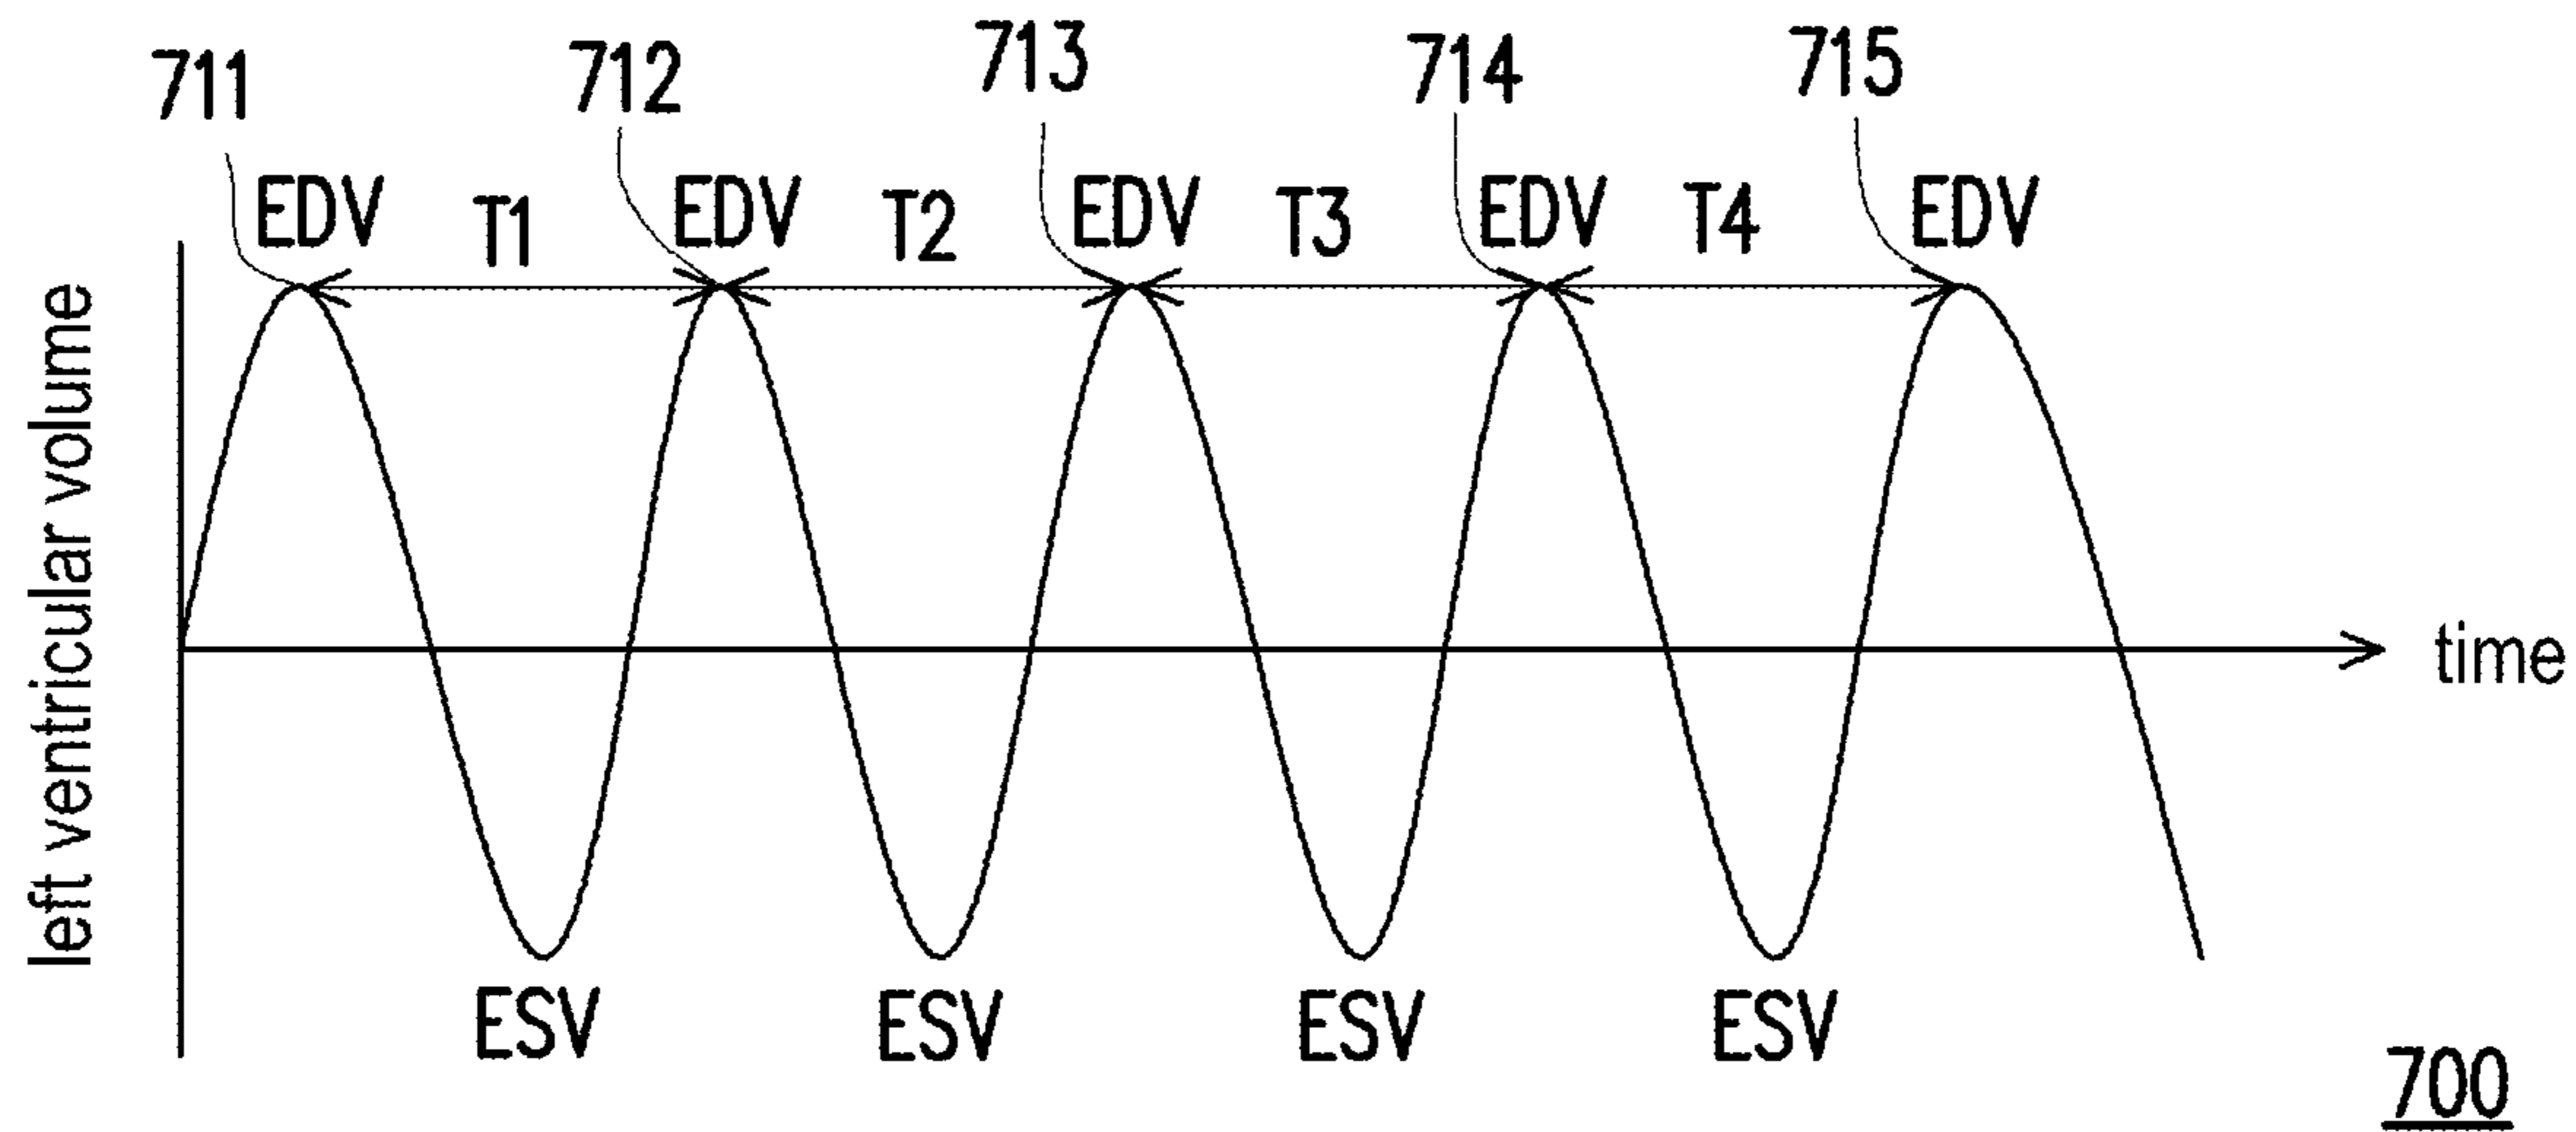 711 712 713 714 715
EDV T1 EDV T2 EDV T3 EDV T4 EDV
left ventricular volume
time
ESV ESV ESV ESV
700